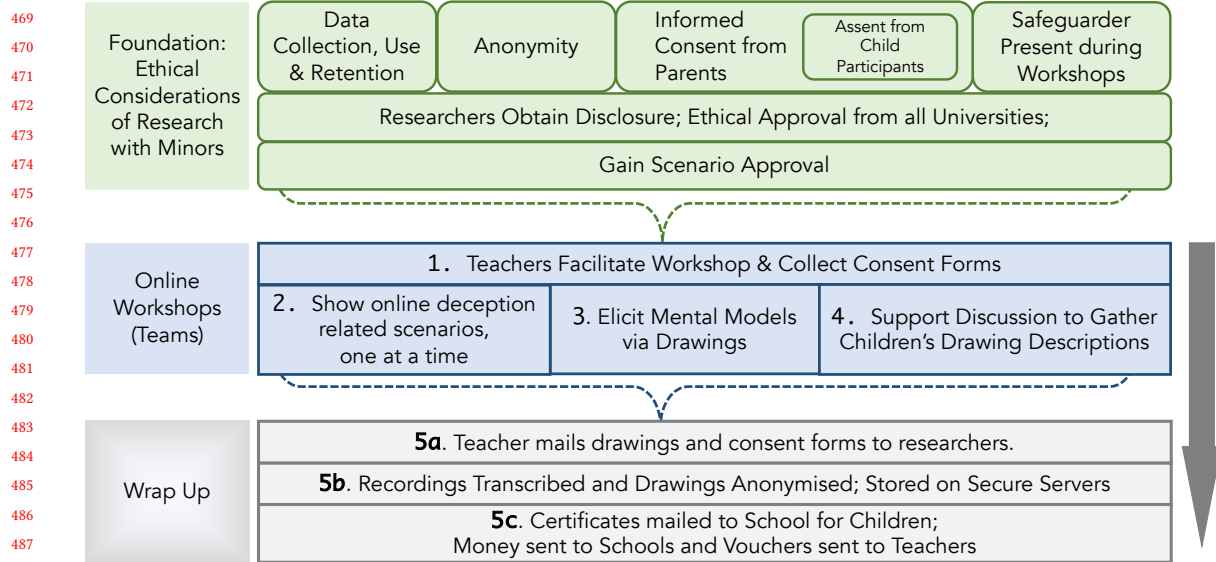 469
470
471
472
473
474
475
476
477
478
479
480
481
482
483
484
485
486
487
Foundation:
Ethical
Considerations
of Research
with Minors
Data
Collection, Use
& Retention
Anonymity
Informed
Consent from
Parents
Assent from
Child
Participants
Safeguarder
Present during
Workshops
Researchers Obtain Disclosure; Ethical Approval from all Universities;
Gain Scenario Approval
Online
Workshops
(Teams)
1. Teachers Facilitate Workshop & Collect Consent Forms
2. Show online deception
related scenarios,
one at a time
3. Elicit Mental Models
via Drawings
4. Support Discussion to Gather
Children's Drawing Descriptions
Wrap Up
5a. Teacher mails drawings and consent forms to researchers.
5b. Recordings Transcribed and Drawings Anonymised; Stored on Secure Servers
5c. Certificates mailed to School for Children;
Money sent to Schools and Vouchers sent to Teachers